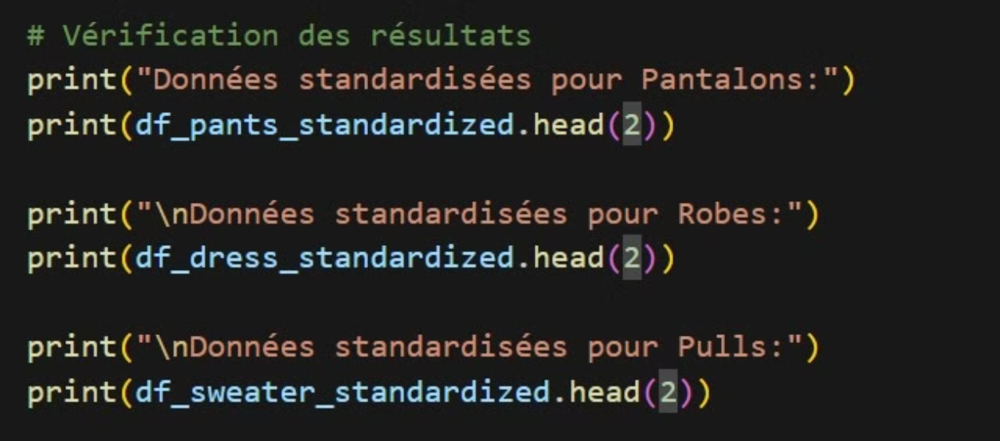 # Vérification des résultats
print("Données standardisées pour Pantalons:")
print(df_pants_standardized.head(2))
print("\nDonnées standardisées pour Robes:")
print(df_dress_standardized.head(2))
print("\nDonnées standardisées pour Pulls:")
print(df_sweater_standardized.head(2))